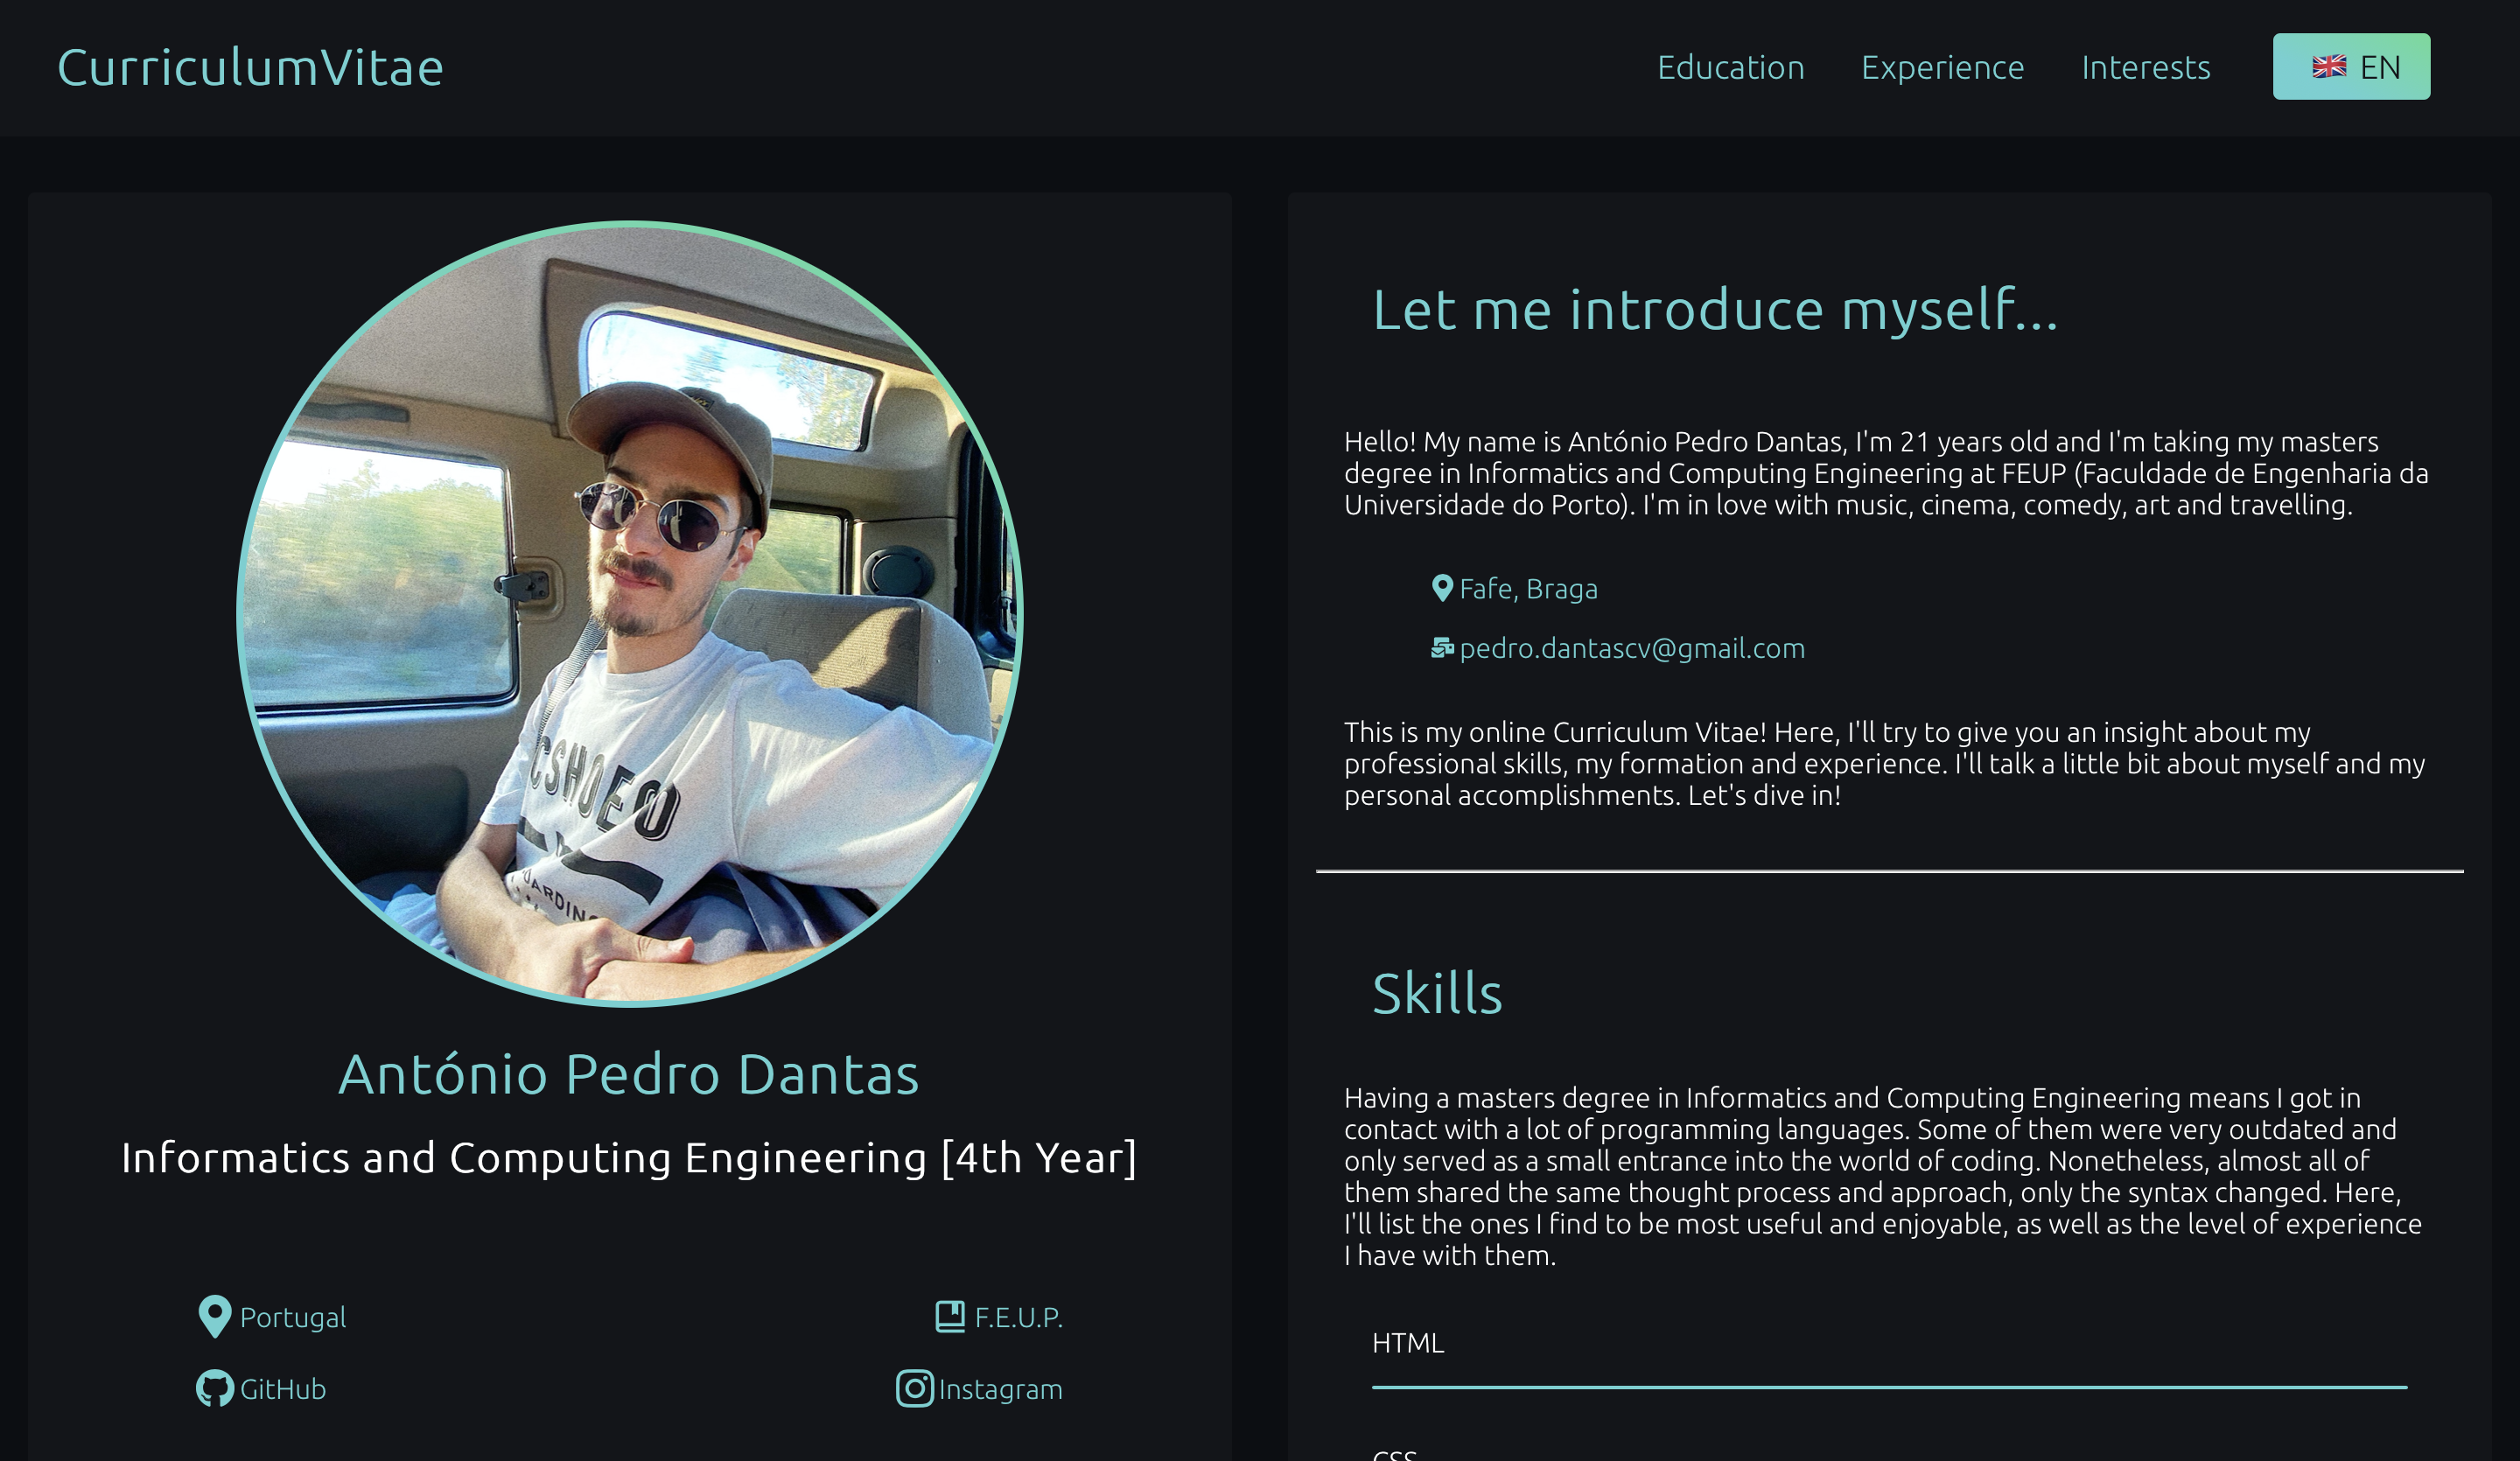 CurriculumVitae
Education
Experience
Interests
EN
CSHOEO
UARDING
António Pedro Dantas
Informatics and Computing Engineering [4th Year]
Portugal
F.E.U.P.
GitHub
Instagram
Let me introduce myself...
Hello! My name is António Pedro Dantas, I'm 21 years old and I'm taking my masters
degree in Informatics and Computing Engineering at FEUP (Faculdade de Engenharia da
Universidade do Porto). I'm in love with music, cinema, comedy, art and travelling.
Fafe, Braga
pedro.dantascv@gmail.com
This is my online Curriculum Vitae! Here, I'll try to give you an insight about my
professional skills, my formation and experience. I'll talk a little bit about myself and my
personal accomplishments. Let's dive in!
Skills
Having a masters degree in Informatics and Computing Engineering means I got in
contact with a lot of programming languages. Some of them were very outdated and
only served as a small entrance into the world of coding. Nonetheless, almost all of
them shared the same thought process and approach, only the syntax changed. Here,
I'll list the ones I find to be most useful and enjoyable, as well as the level of experience
I have with them.
HTML
CSS